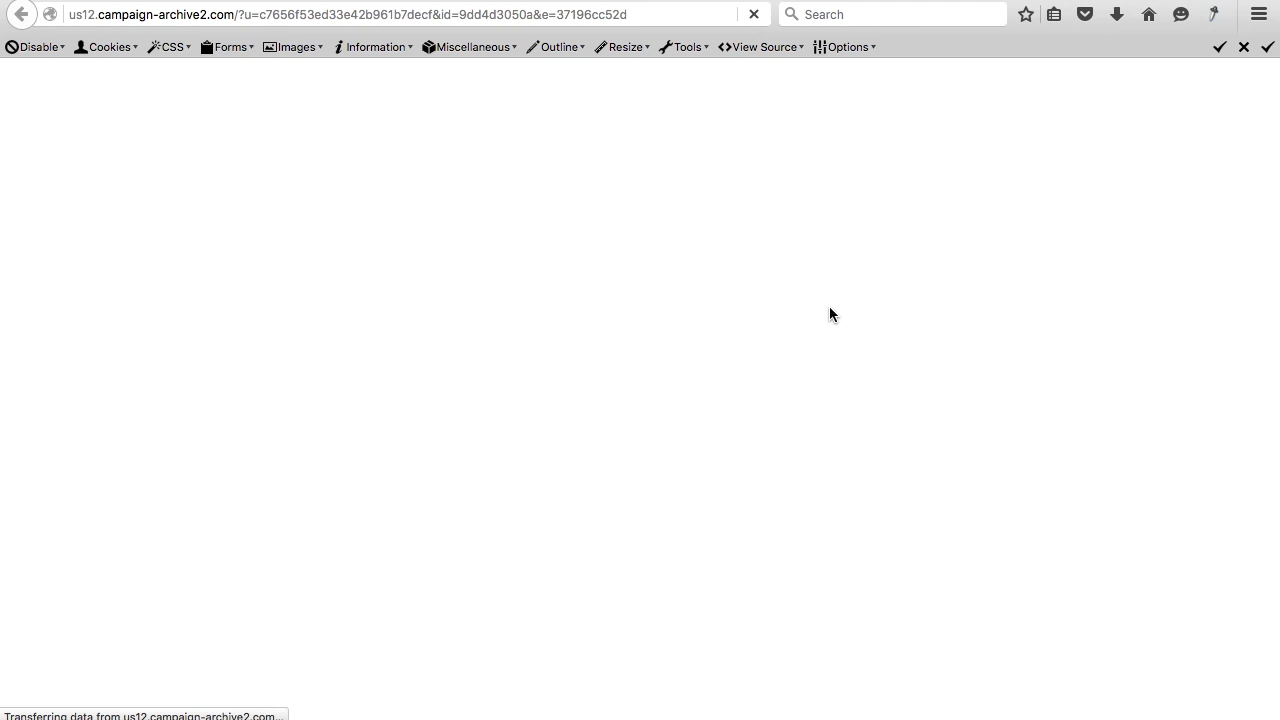 us12.campaign-archive2.com/?u=c7656f53ed33e42b961b7decf&id=9dd4d3050a&e=37196cc52d
Search
Disable Cookies CSS Forms Images Information Miscellaneous Outline Resize Tools View Source Options
Transferring data from us12.campaign-archive2.com...